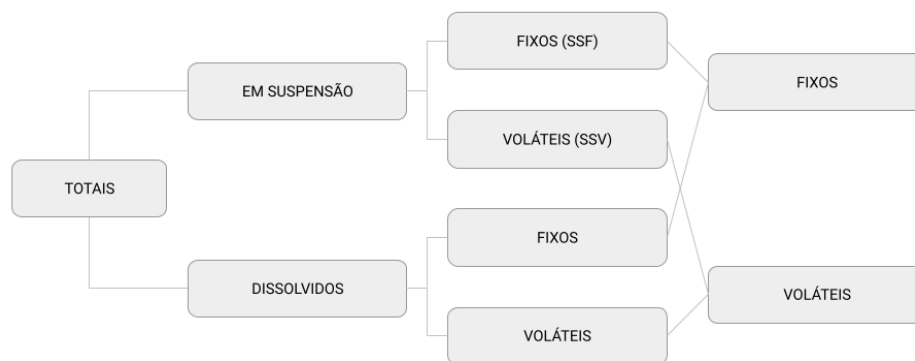 TOTAIS
EM SUSPENSÃO
DISSOLVIDOS
FIXOS (SSF)
VOLÁTEIS (SSV)
FIXOS
VOLÁTEIS
FIXOS
VOLÁTEIS